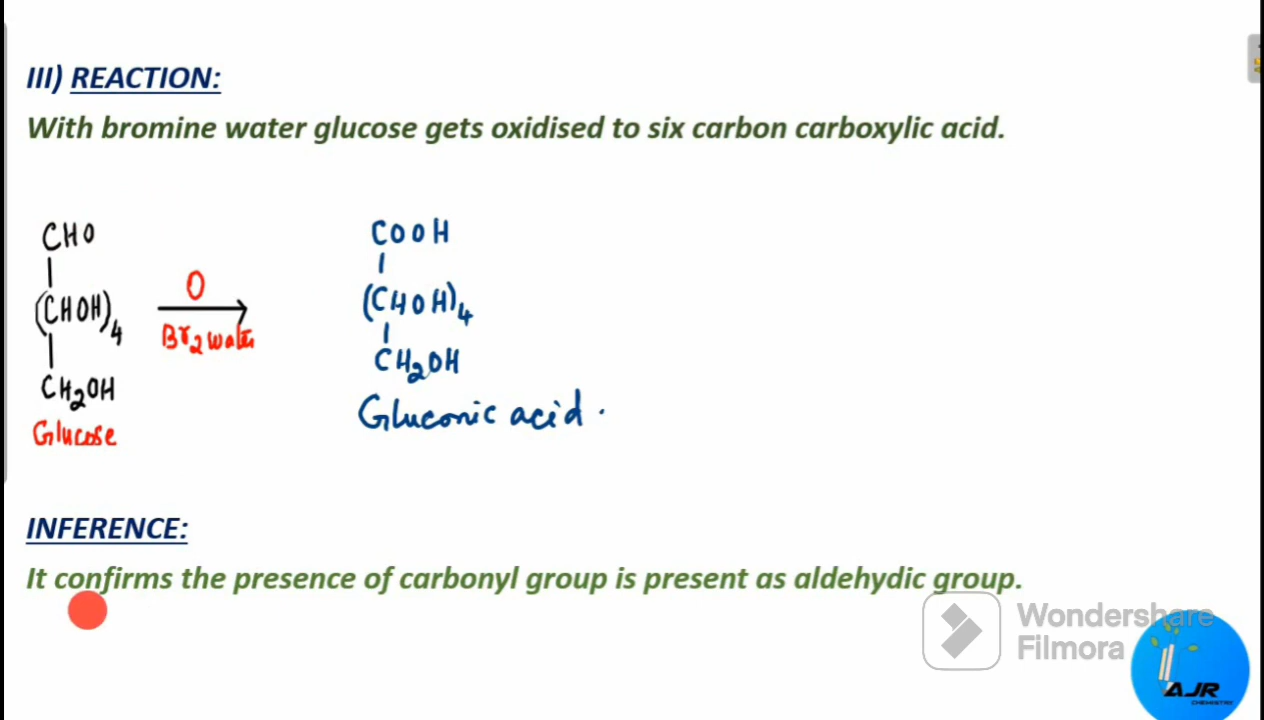 III) REACTION:
With bromine water glucose gets oxidised to six carbon carboxylic acid.
CHO
(CHOH)4
CH2OH
Glucose
O
Br2 water
COOH
(CHOH)4
CH2OH
Gluconic acid.
INFERENCE:
It confirms the presence of carbonyl group is present as aldehydic group.
Wondershare
Filmora
AJR
CHEMISTRY